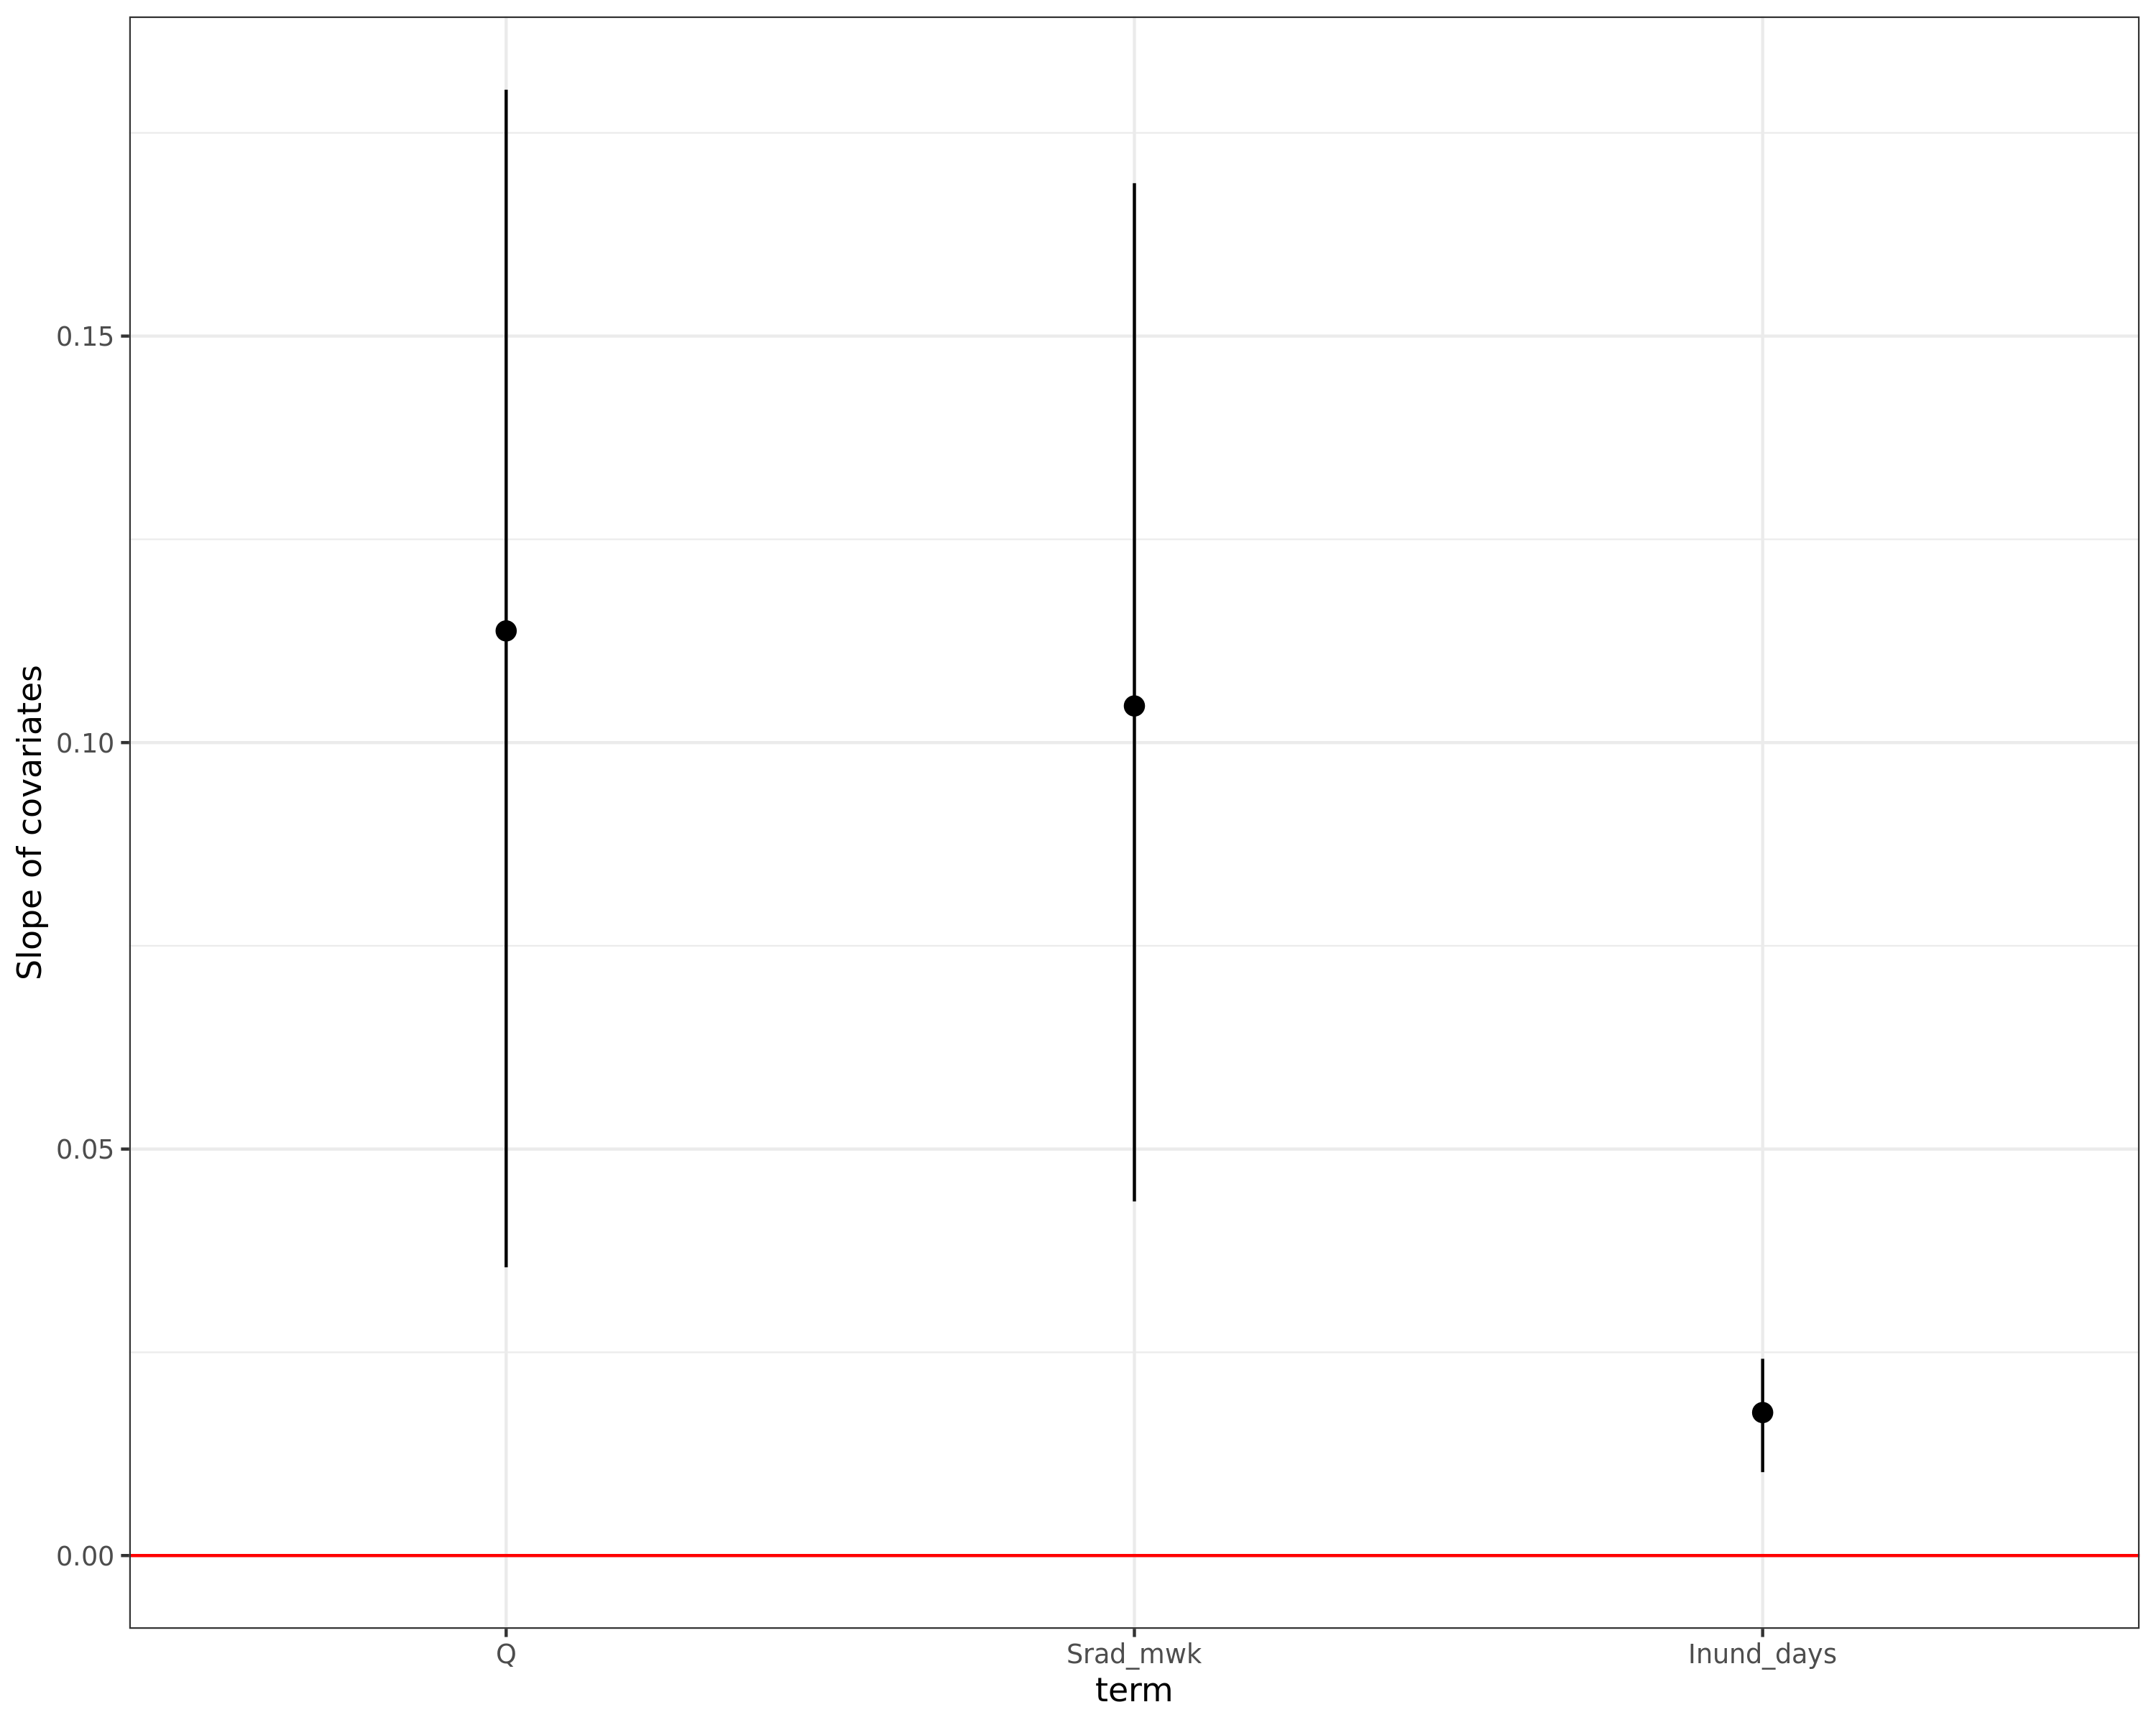 Slope of covariates
0.15
0.10
0.05
0.00
Q Srad_mwk Inund_days
term